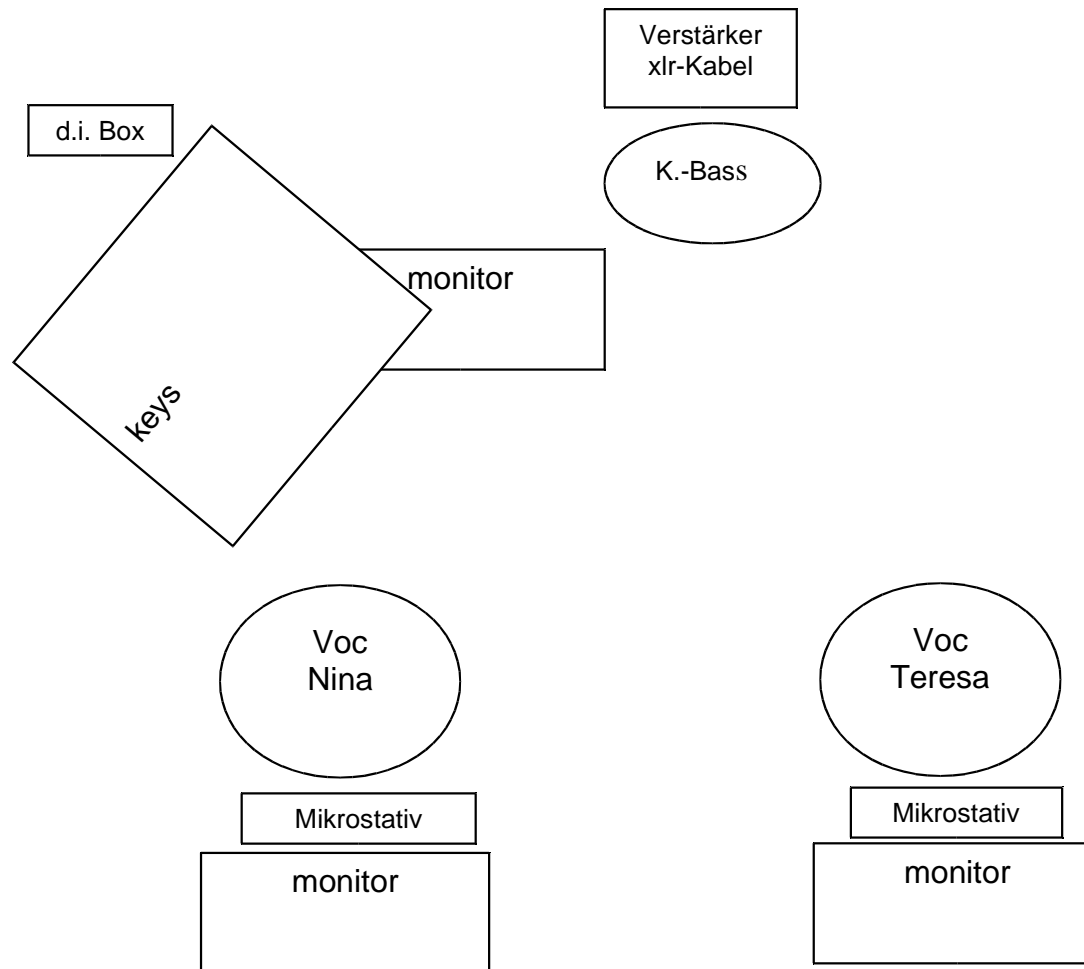 Verstärker
xlr-Kabel
d.i. Box
K.-Bass
monitor
keys
Voc
Nina
Voc
Teresa
Mikrostativ
Mikrostativ
monitor
monitor